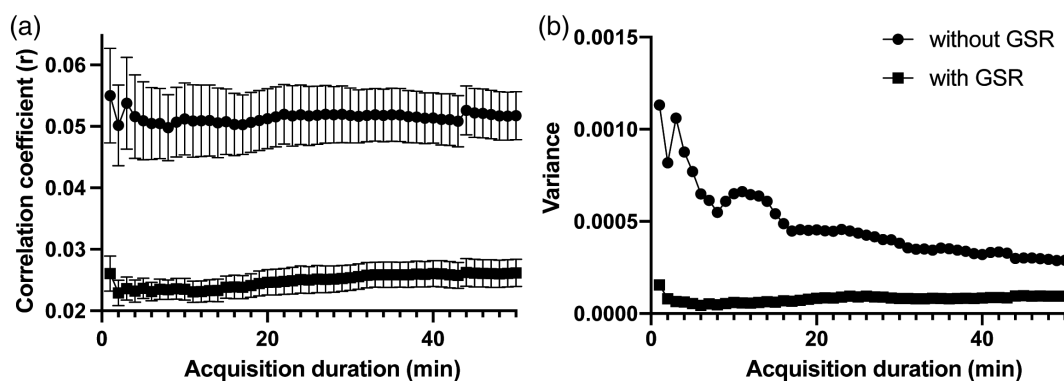 (a)
Correlation coefficient (r)
0.06
0.05
0.04
0.03
0.02
0
20
40
Acquisition duration (min)
(b)
Variance
0.0015
0.0010
0.0005
0.0000
0
20
40
Acquisition duration (min)
without GSR
with GSR